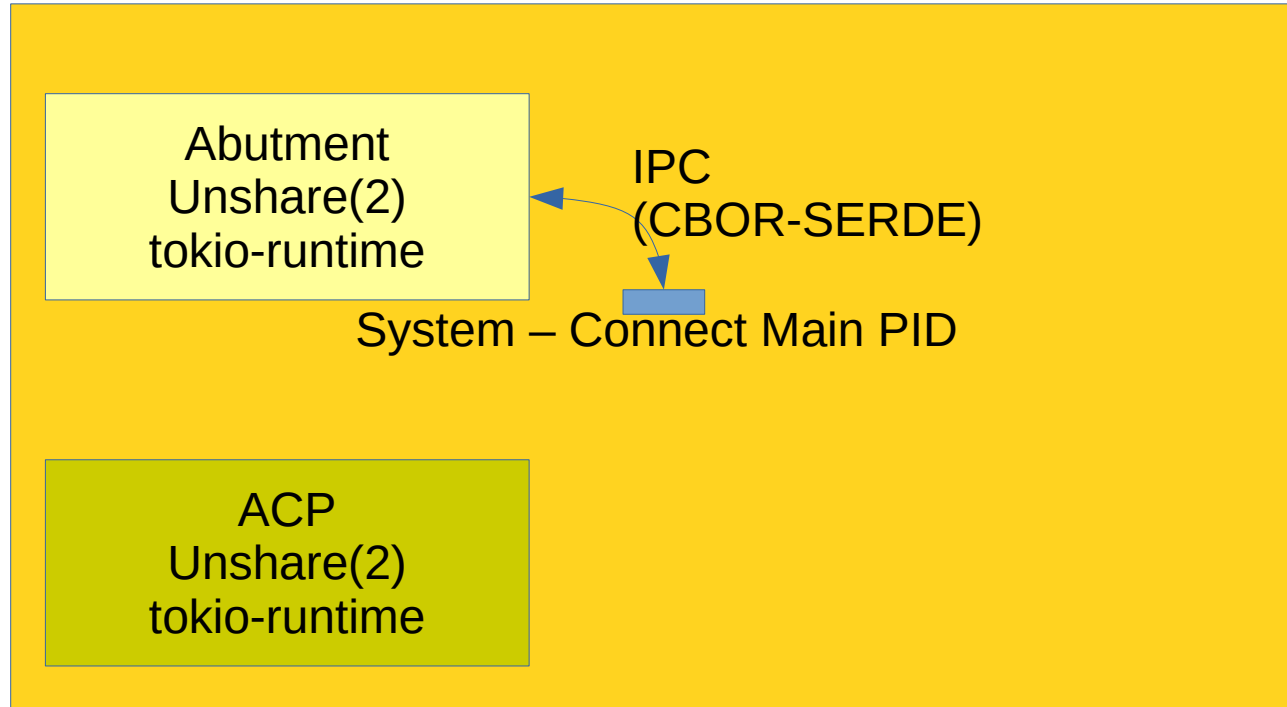 Abutment
Unshare(2)
tokio-runtime
IPC
(CBOR-SERDE)
System – Connect Main PID
ACP
Unshare(2)
tokio-runtime